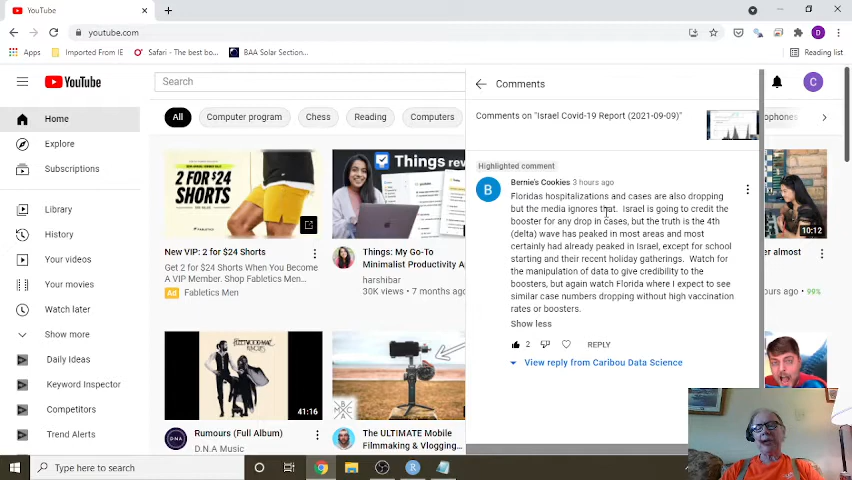 YouTube
youtube.com
Apps
Imported From IE
Safari - The best bo...
BAA Solar Section...
Reading list
YouTube
Search
Home
Explore
Subscriptions
Library
History
Your videos
Your movies
Watch later
Show more
Daily Ideas
Keyword Inspector
Competitors
Trend Alerts
All
Computer program
Chess
Reading
Computers
2 FOR $24
SHORTS
New VIP: 2 for $24 Shorts
Get 2 for $24 Shorts When You Become
A VIP Member. Shop Fabletics Men...
Ad
Fabletics Men
Things: My Go-To
Minimalist Productivity A
harshibar
30K views • 7 months
41:16
Rumours (Full Album)
D.N.A Music
DNA
The ULTIMATE Mobile
Filmmaking & Vlogging...
Comments
Comments on "Israel Covid-19 Report (2021-09-09)"
Highlighted comment
B
Bernie's Cookies 3 hours ago
Floridas hospitalizations and cases are also dropping
but the media ignores that. Israel is going to credit the
booster for any drop in cases, but the truth is the 4th
(delta) wave has peaked in most areas and most
certainly had already peaked in Israel, except for school
starting and their recent holiday gatherings. Watch for
the manipulation of data to give credibility to the
boosters, but again watch Florida where I expect to see
similar case numbers dropping without high vaccination
rates or boosters.
Show less
2
REPLY
View reply from Caribou Data Science
C
10:12
99%
Type here to search